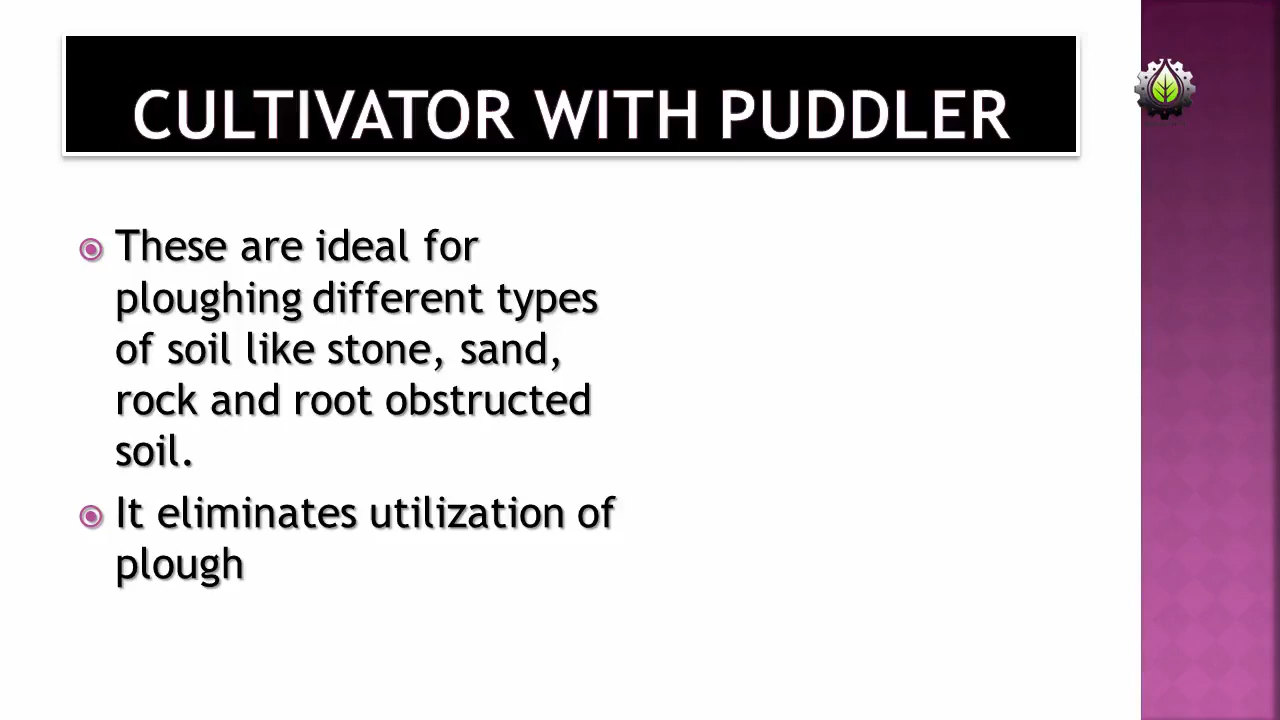 CULTIVATOR WITH PUDDLER
These are ideal for
ploughing different types
of soil like stone, sand,
rock and root obstructed
soil.
It eliminates utilization of
plough